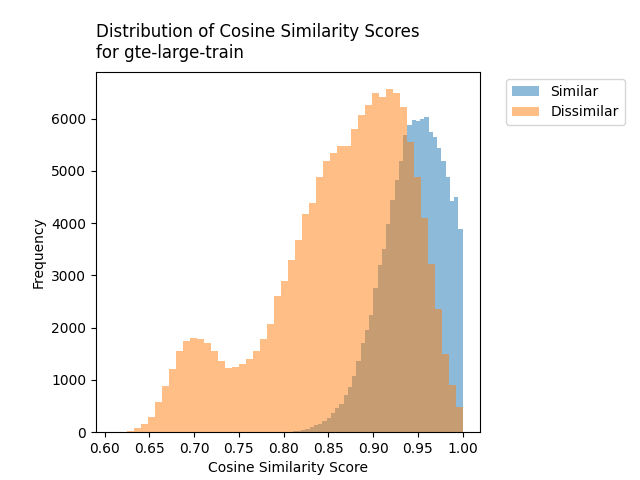 Distribution of Cosine Similarity Scores
for gte-large-train
Similar
Dissimilar
6000
5000
4000
3000
2000
1000
0
Frequency
0.60 0.65 0.70 0.75 0.80 0.85 0.90 0.95 1.00
Cosine Similarity Score